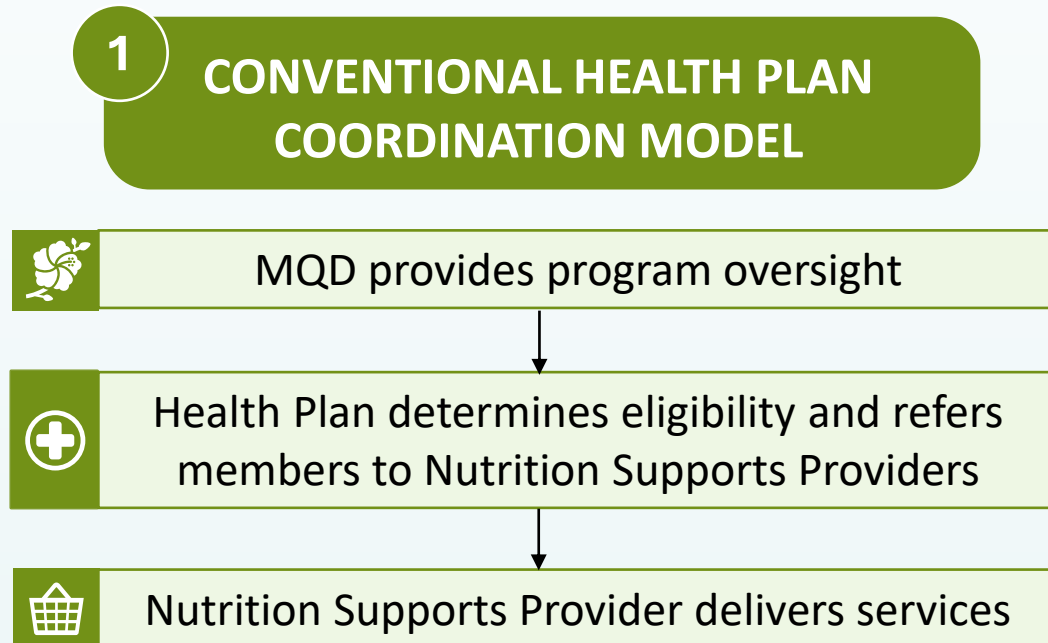 1
CONVENTIONAL HEALTH PLAN
COORDINATION MODEL
MQD provides program oversight
Health Plan determines eligibility and refers
members to Nutrition Supports Providers
Nutrition Supports Provider delivers services